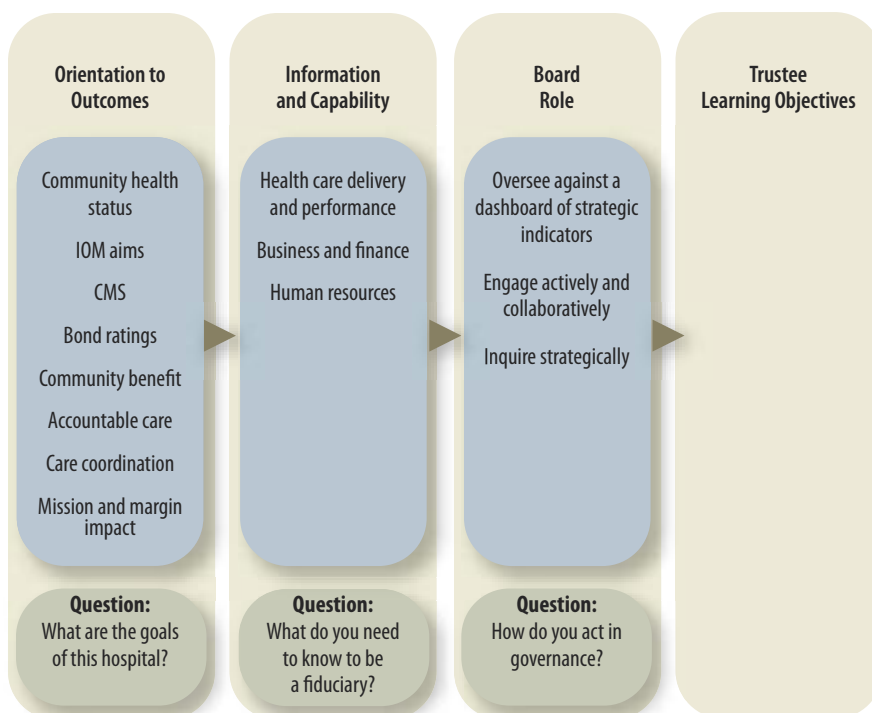 Orientation to
Outcomes
Community health
status
IOM aims
CMS
Bond ratings
Community benefit
Accountable care
Care coordination
Mission and margin
impact
Question:
What are the goals
of this hospital?
Information
and Capability
Health care delivery
and performance
Business and finance
Human resources
Question:
What do you need
to know to be
a fiduciary?
Board
Role
Oversee against a
dashboard of strategic
indicators
Engage actively and
collaboratively
Inquire strategically
Question:
How do you act in
governance?
Trustee
Learning Objectives